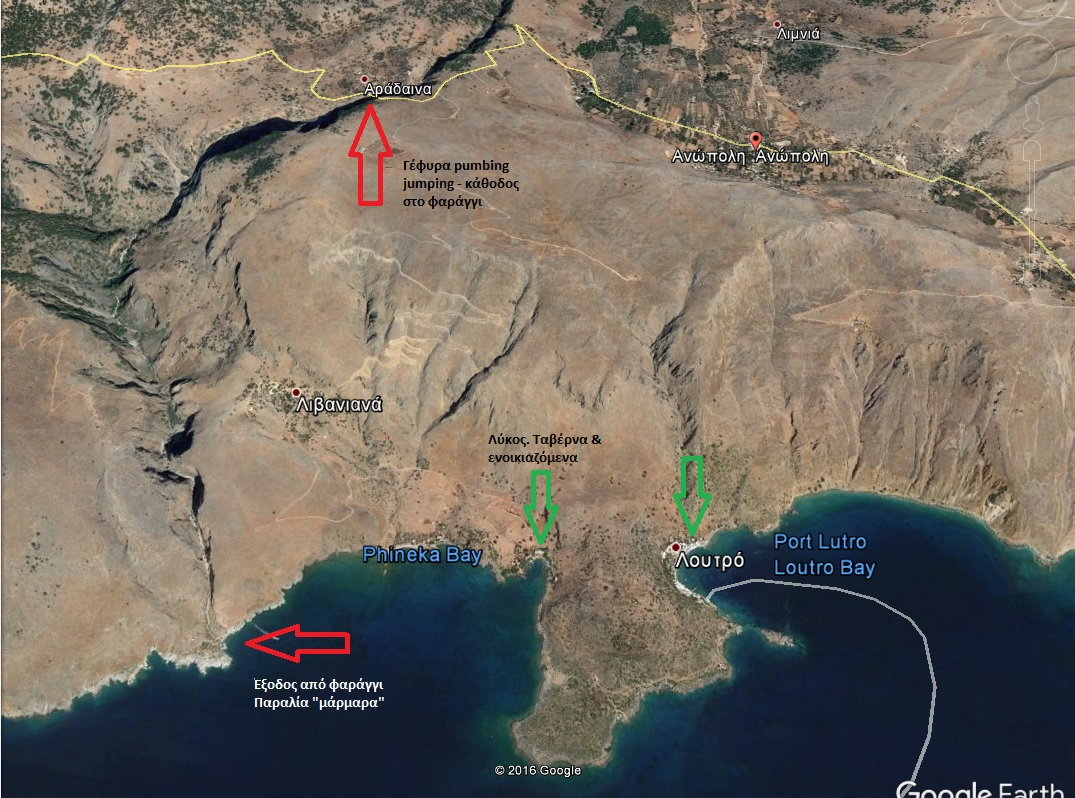 Λιμνιά
Αράδαινα
Ανώπολη Ανώπολη
Γέφυρα pumbing
jumping - κάθοδος
στο φαράγγι
Λιβανιανά
Λύκος. Ταβέρνα &
ενοικιαζόμενα
Phineka Bay
Λουτρό
Port Lutro
Loutro Bay
Έξοδος από φαράγγι
Παραλία "μάρμαρα"
© 2016 Google
Google Earth